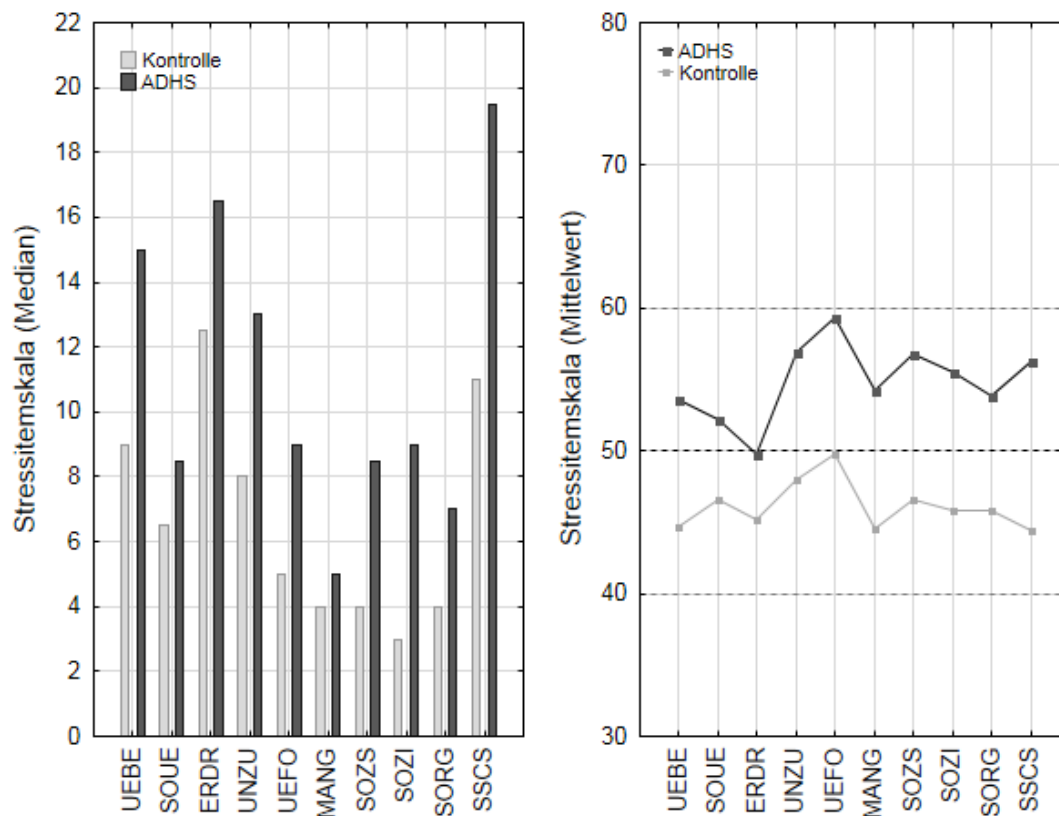 22
20
18
16
14
12
10
8
6
4
2
0
Stressitemskala (Median)
Kontrolle
ADHS
UEBE
SOUE
ERDR
UNZU
UEFO
MANG
SOZS
SOZI
SORG
SSCS
80
70
60
50
40
30
Stressitemskala (Mittelwert)
ADHS
Kontrolle
UEBE
SOUE
ERDR
UNZU
UEFO
MANG
SOZS
SOZI
SORG
SSCS